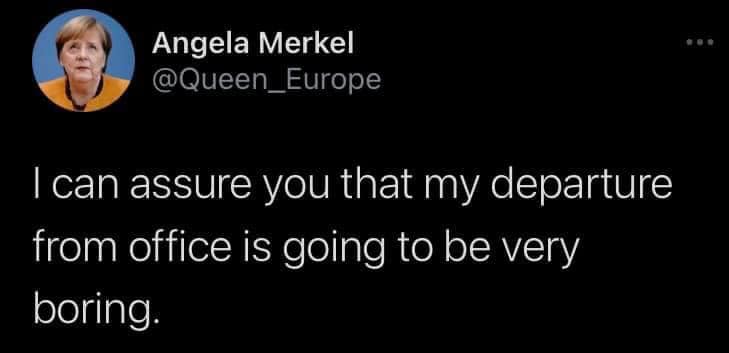 Angela Merkel
@Queen_Europe
I can assure you that my departure
from office is going to be very
boring.